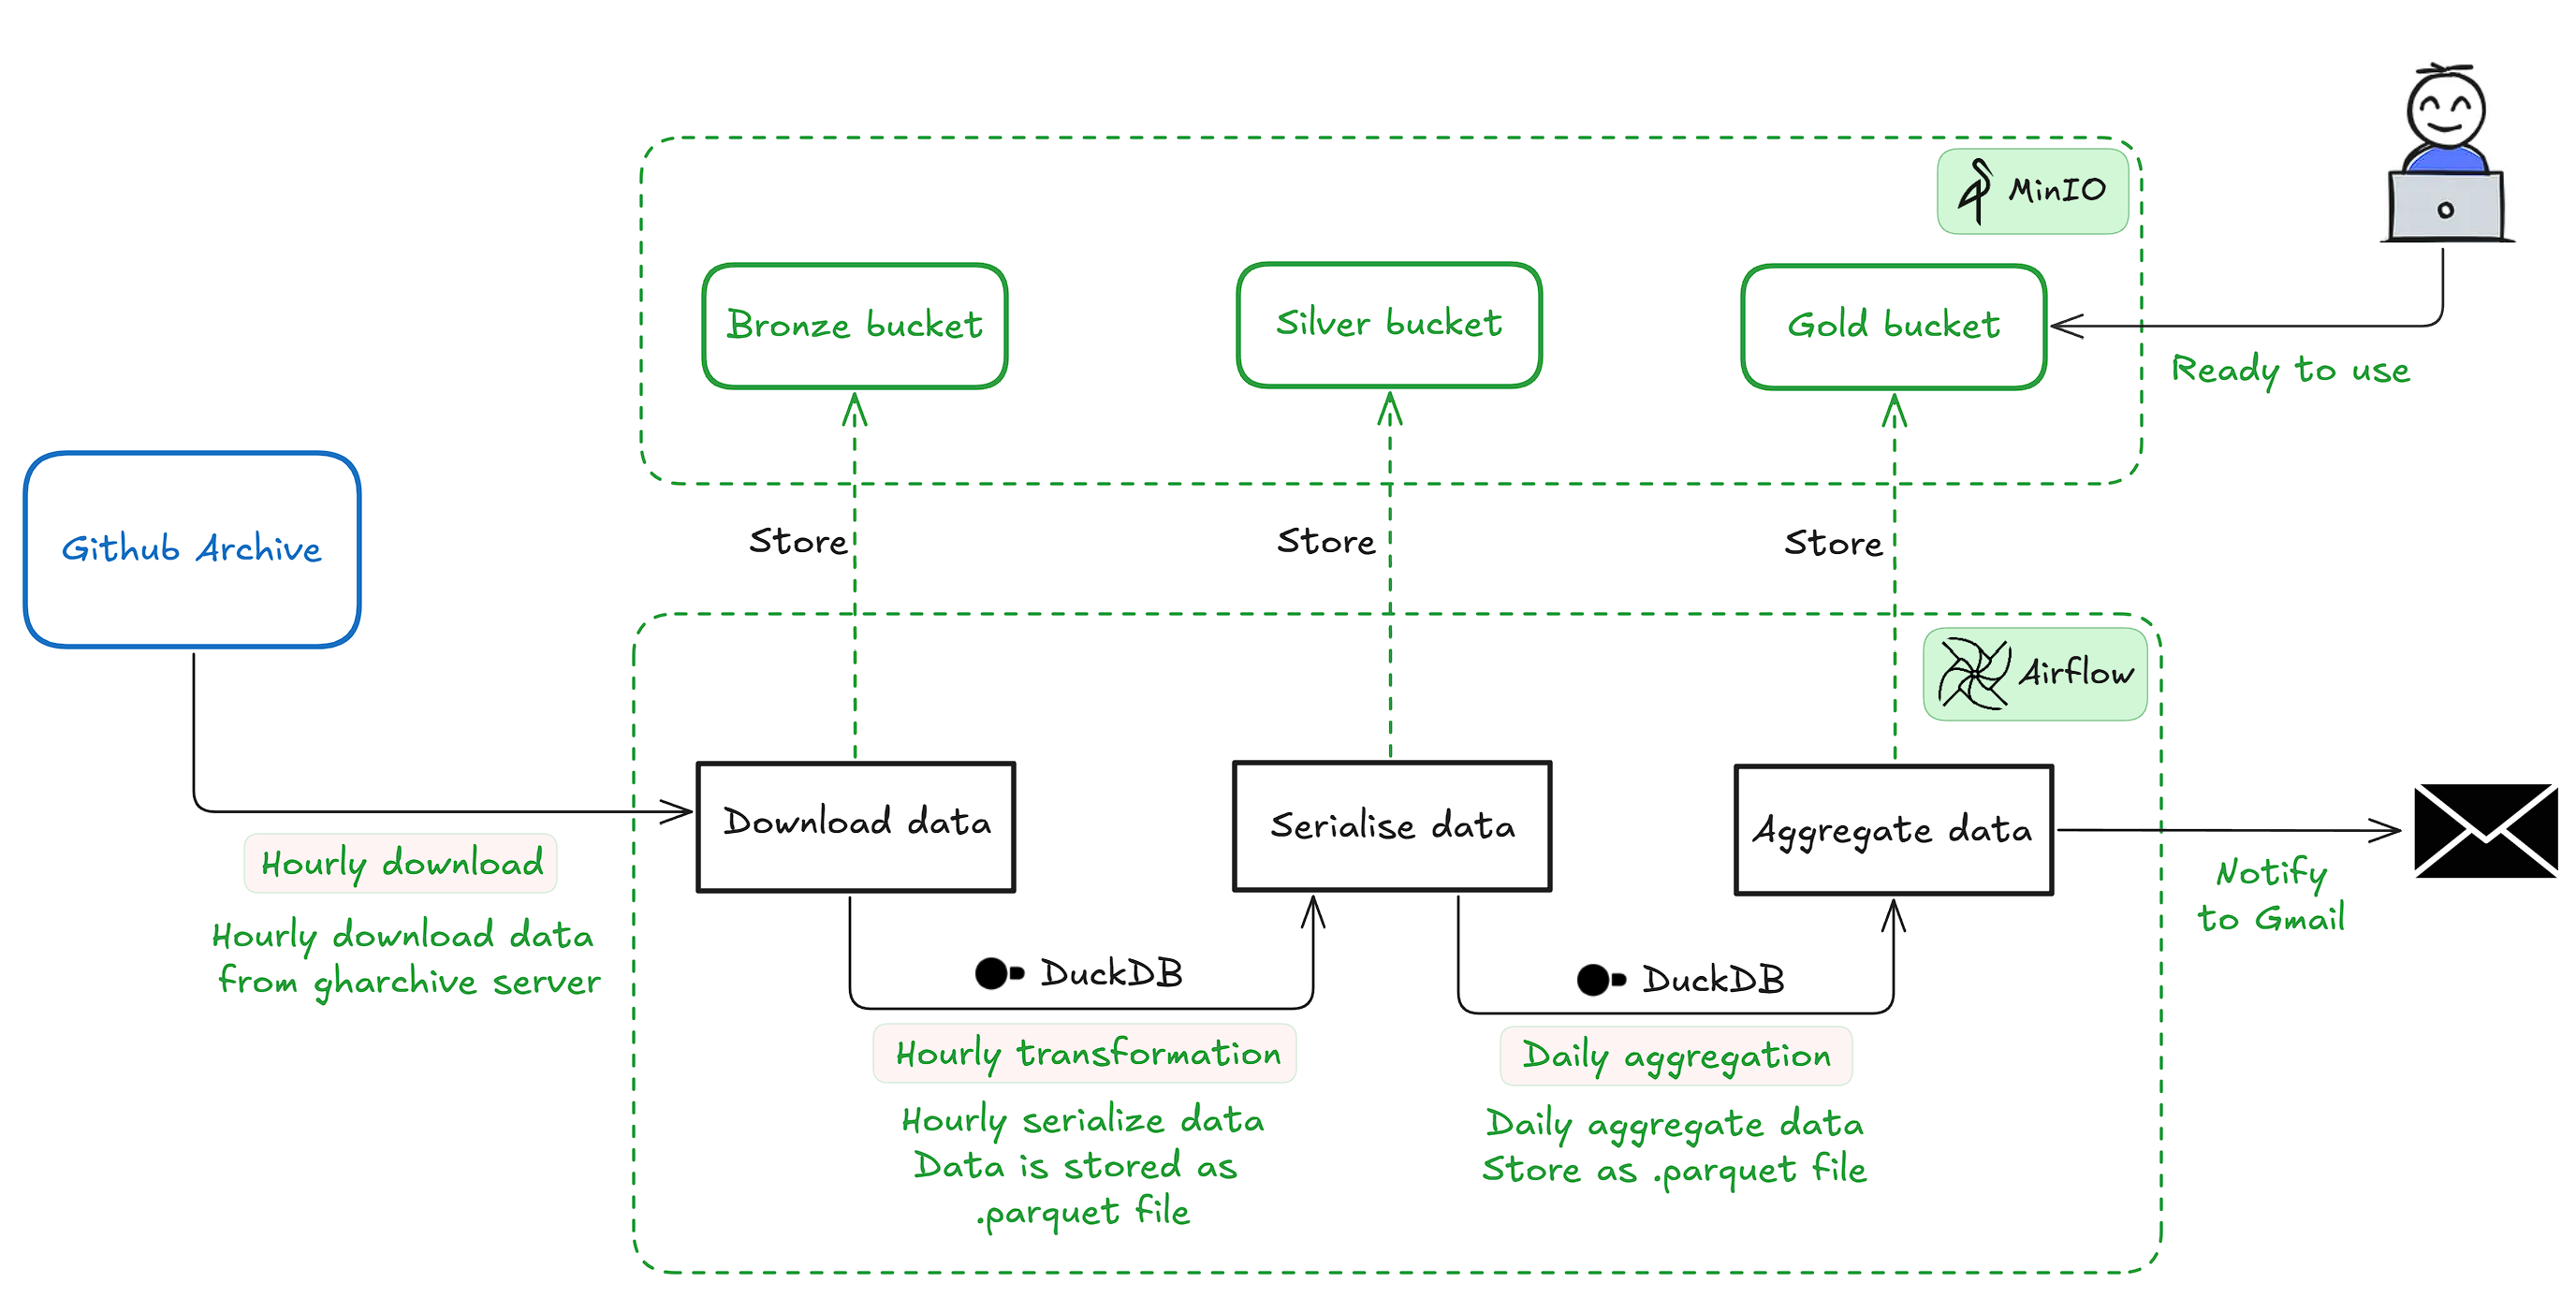 MinIO
Bronze bucket
Silver bucket
Gold bucket
Ready to use
Github Archive
Store
Store
Store
Airflow
Download data
Serialise data
Aggregate data
Hourly download
Hourly download data
from gharchive server
Notify
to Gmail
DuckDB
DuckDB
Hourly transformation
Hourly serialize data
Data is stored as
.parquet file
Daily aggregation
Daily aggregate data
Store as .parquet file